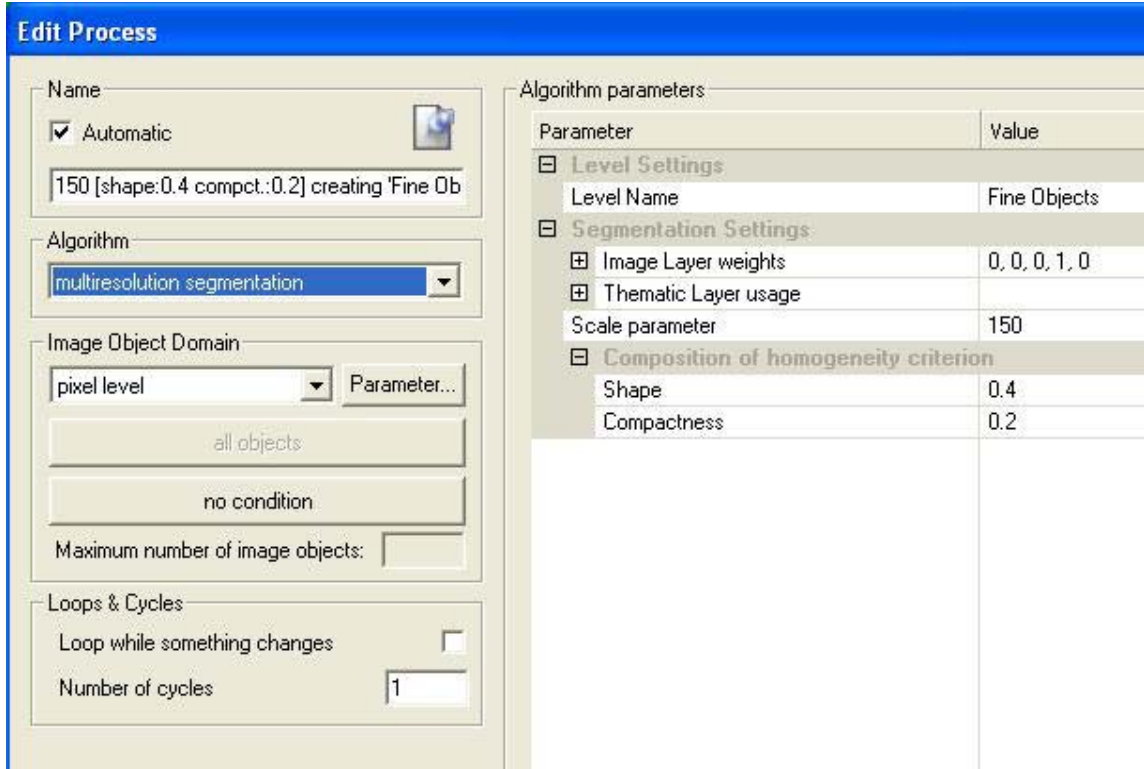 Edit Process
Name
Automatic
150 [shape:0.4 compct.:0.2] creating 'Fine Ob
Algorithm
multiresolution segmentation
Image Object Domain
pixel level
Parameter...
all objects
no condition
Maximum number of image objects:
Loops & Cycles
Loop while something changes
Number of cycles 1
Algorithm parameters
Parameter Value
Level Settings
Level Name Fine Objects
Segmentation Settings
Image Layer weights 0, 0, 0, 1, 0
Thematic Layer usage
Scale parameter 150
Composition of homogeneity criterion
Shape 0.4
Compactness 0.2